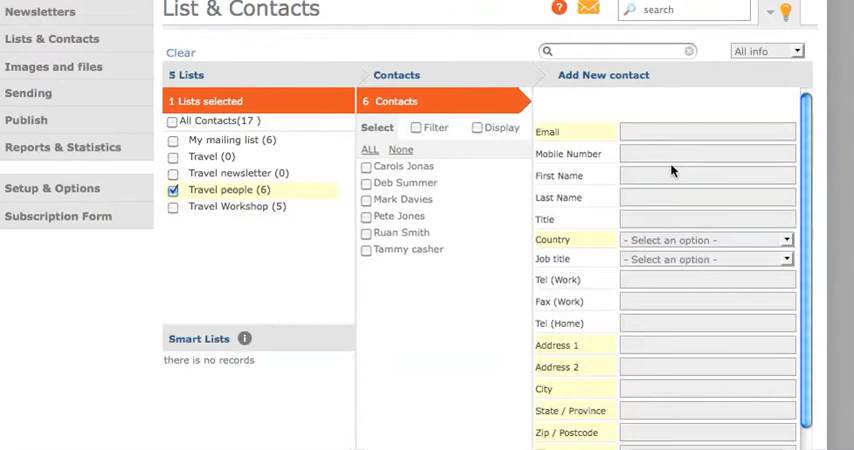 Newsletters
Lists & Contacts
Images and files
Sending
Publish
Reports & Statistics
Setup & Options
Subscription Form
List & Contacts
?
search
Clear
All info
5 Lists
Contacts
Add New contact
1 Lists selected
6 Contacts
All Contacts(17 )
My mailing list (6)
Travel (0)
Travel newsletter (0)
Travel people (6)
Travel Workshop (5)
Smart Lists i
there is no records
Select
Filter
Display
ALL
None
Carols Jonas
Deb Summer
Mark Davies
Pete Jones
Ruan Smith
Tammy casher
Email
Mobile Number
First Name
Last Name
Title
Country - Select an option -
Job title - Select an option -
Tel (Work)
Fax (Work)
Tel (Home)
Address 1
Address 2
City
State / Province
Zip / Postcode